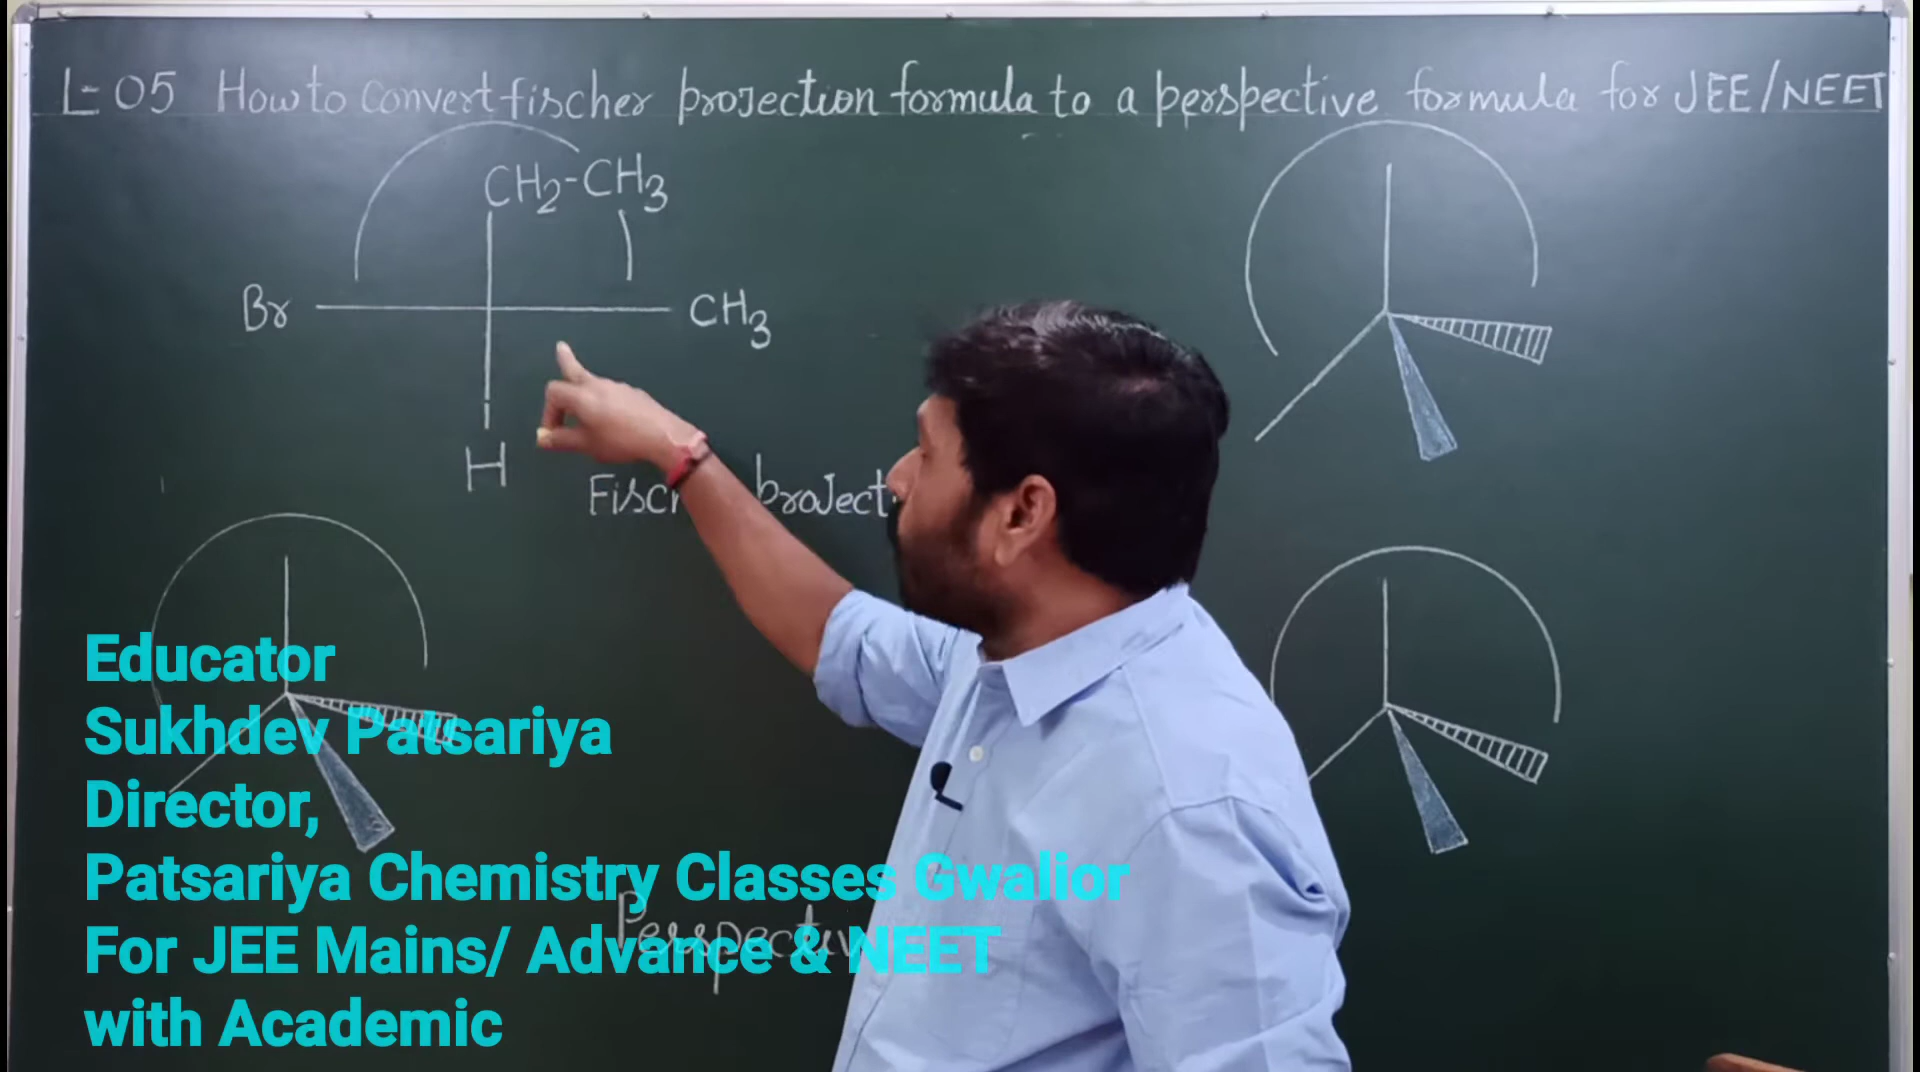 L-05 How to convert fischer projection formula to a perspective formula for JEE/NEET
CH2-CH3
Br CH3
H
Educator
Sukhdev Patsariya
Director,
Patsariya Chemistry Classes Gwalior
For JEE Mains/ Advance & NEET
with Academic